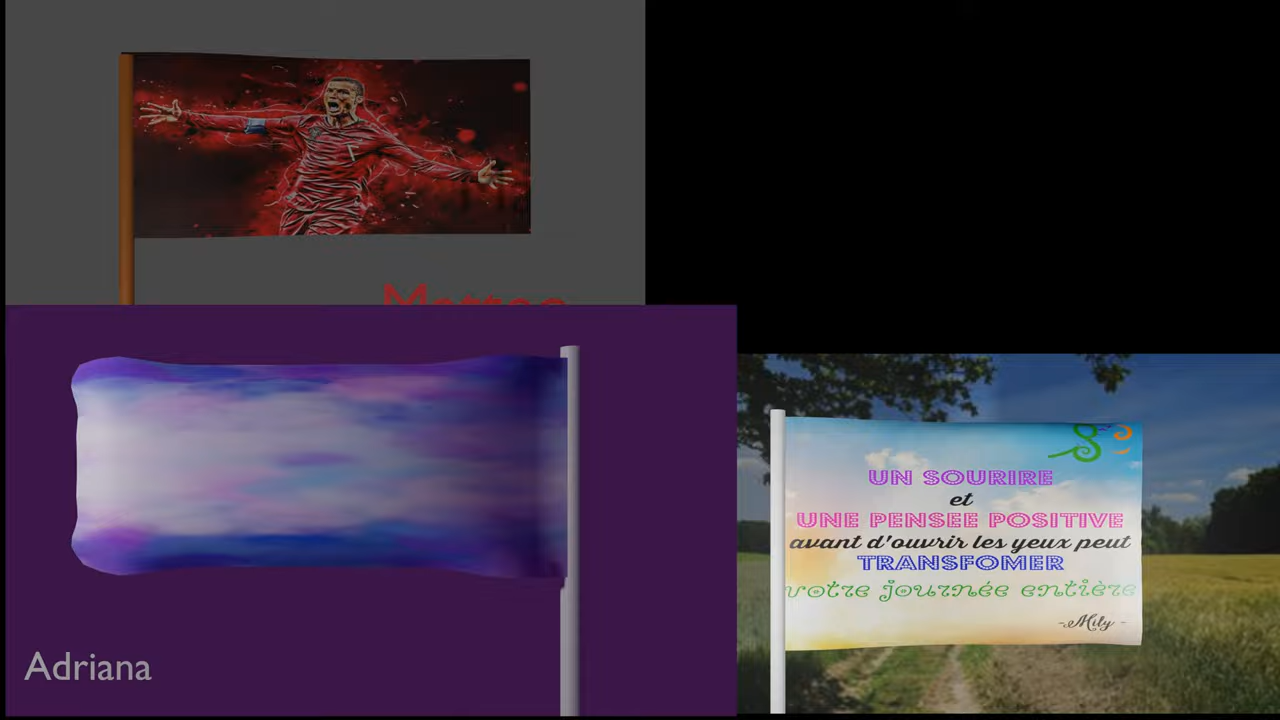 Adriana
UN SOURIRE
et
UNE PENSEE POSITIVE
avant d'ouvrir les yeux peut
TRANSFOMER
votre journée entière
-Mily -